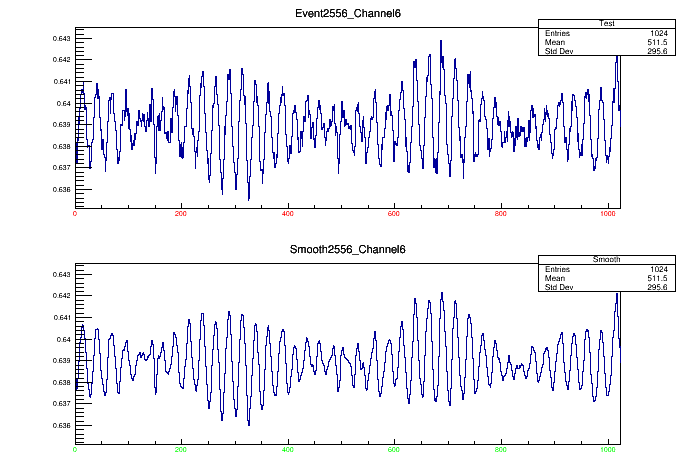 Event2556_Channel6
Test
Entries 1024
Mean 511.5
Std Dev 295.6
0.643
0.642
0.641
0.64
0.639
0.638
0.637
0.636
0 200 400 600 800 1000
Smooth2556_Channel6
Smooth
Entries 1024
Mean 511.5
Std Dev 295.6
0.643
0.642
0.641
0.64
0.639
0.638
0.637
0.636
0 200 400 600 800 1000